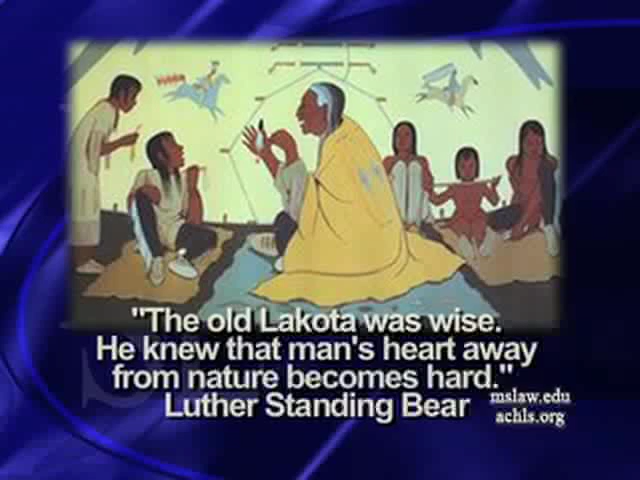 "The old Lakota was wise.
He knew that man's heart away
from nature becomes hard."
Luther Standing Bear
mslaw.edu
achls.org